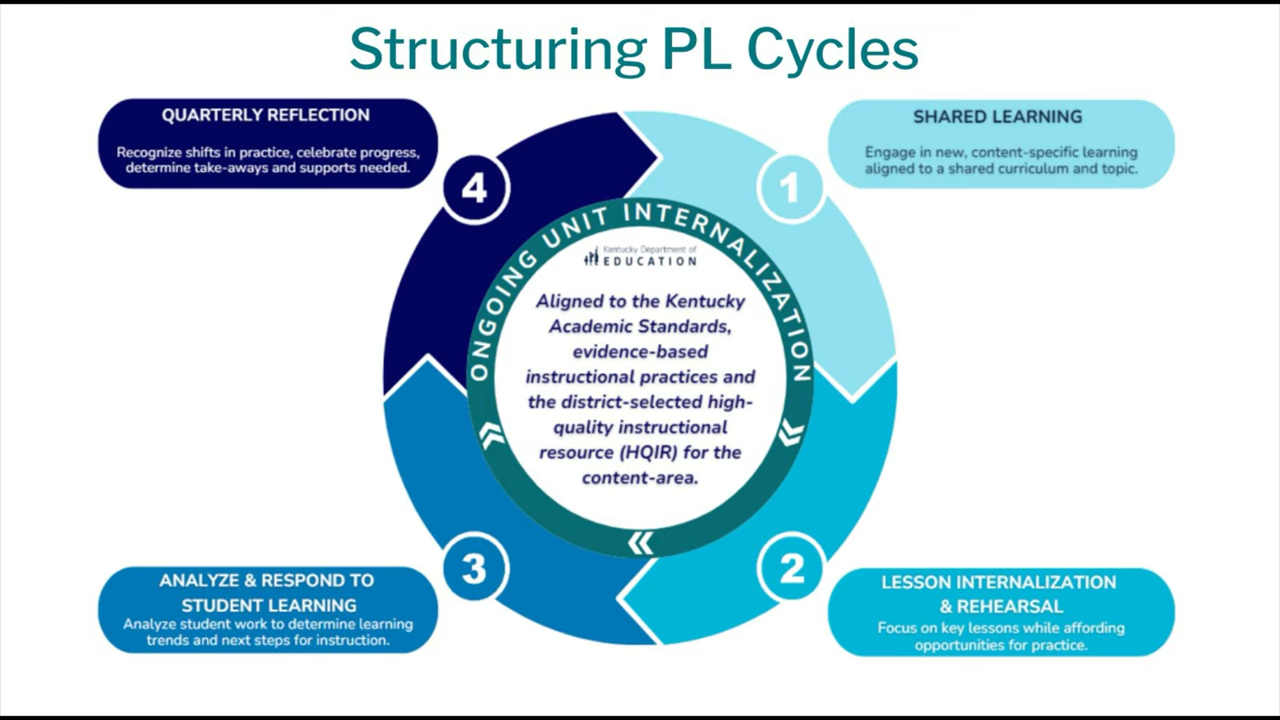 Structuring PL Cycles
QUARTERLY REFLECTION
Recognize shifts in practice, celebrate progress,
determine take-aways and supports needed.
4
SHARED LEARNING
Engage in new, content-specific learning
aligned to a shared curriculum and topic.
1
ONGOING UNIT INTERNALIZATION
Kentucky Department of
EDUCATION
Aligned to the Kentucky
Academic Standards,
evidence-based
instructional practices and
the district-selected high-
quality instructional
resource (HQIR) for the
content-area.
3
ANALYZE & RESPOND TO
STUDENT LEARNING
Analyze student work to determine learning
trends and next steps for instruction.
2
LESSON INTERNALIZATION
& REHEARSAL
Focus on key lessons while affording
opportunities for practice.